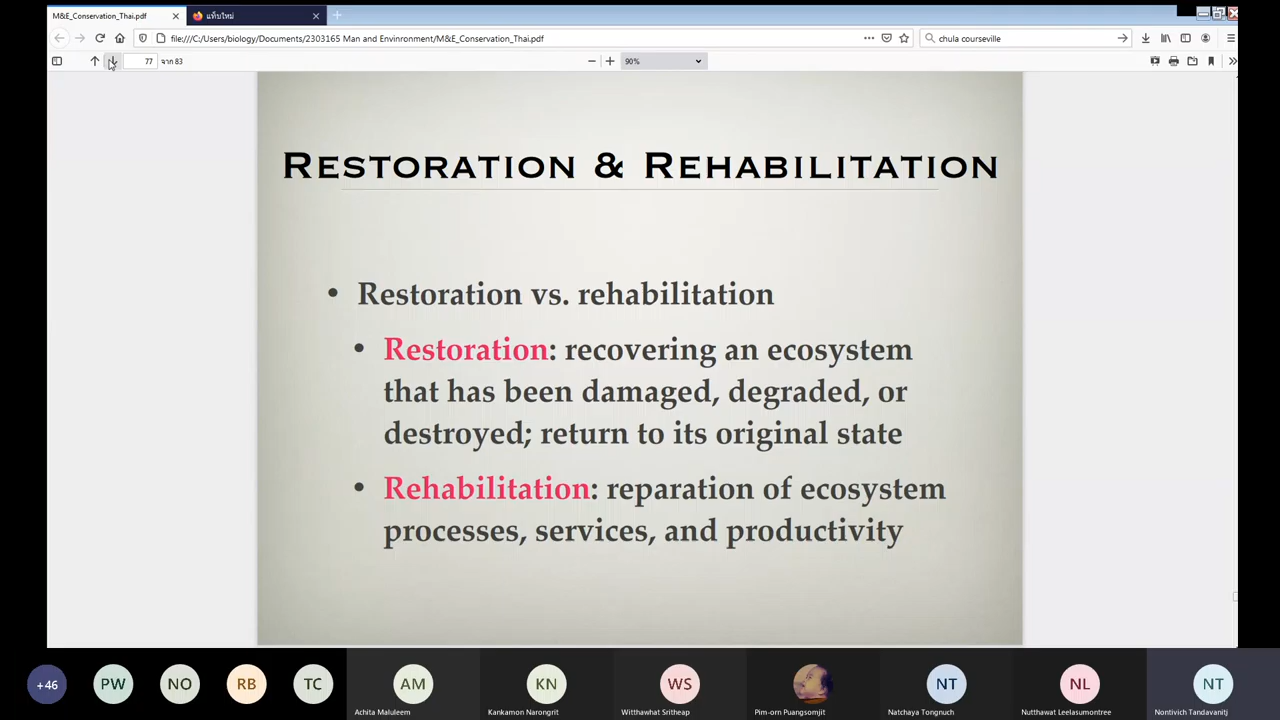 M&E_Conservation_Thai.pdf
แท็บใหม่
file:///C:/Users/biology/Documents/2303165 Man and Envinronment/M&E_Conservation_Thai.pdf
chula courseville
77 จาก 83
90%
RESTORATION & REHABILITATION
• Restoration vs. rehabilitation
• Restoration: recovering an ecosystem
that has been damaged, degraded, or
destroyed; return to its original state
• Rehabilitation: reparation of ecosystem
processes, services, and productivity
+46
PW
NO
RB
TC
AM
KN
WS
NT
NL
NT
Achita Maluleem
Kankamon Narongrit
Witthawhat Sritheap
Pim-orn Puangsomjit
Natchaya Tongnuch
Nutthawat Leelasumontree
Nontivich Tandavanitj